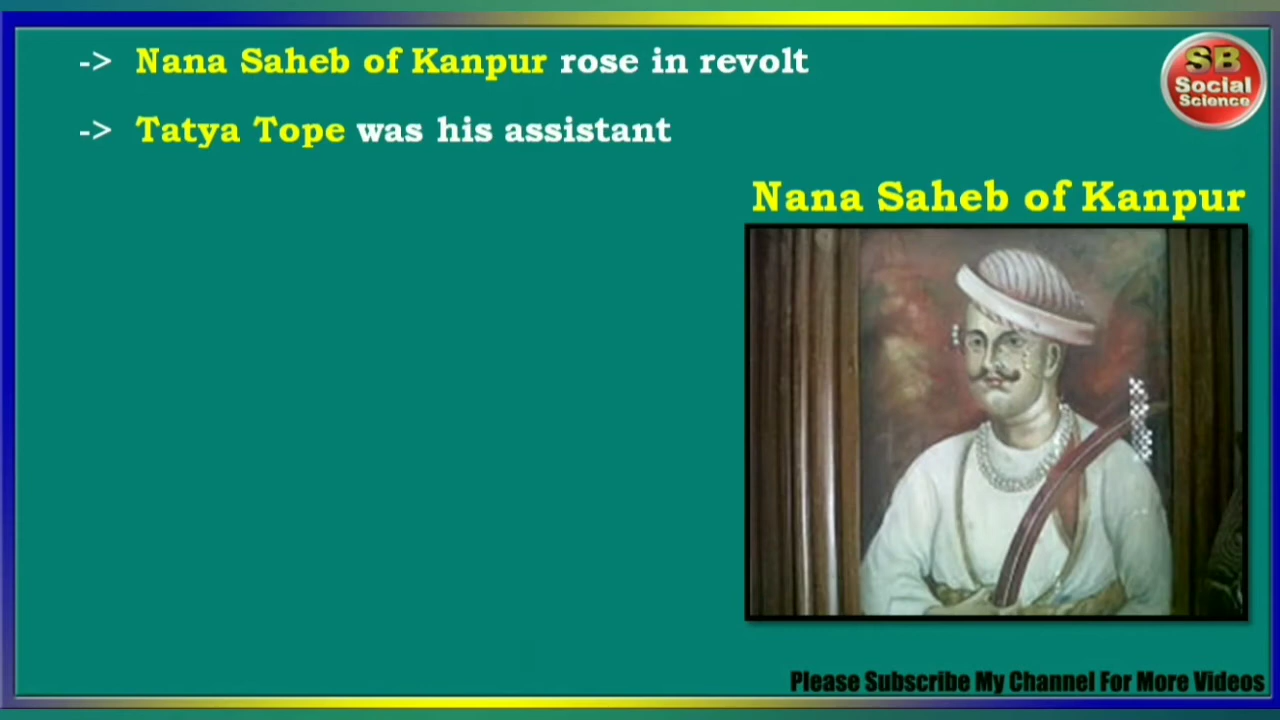 -> Nana Saheb of Kanpur rose in revolt
-> Tatya Tope was his assistant
SB
Social
Science
Nana Saheb of Kanpur
Please Subscribe My Channel For More Videos